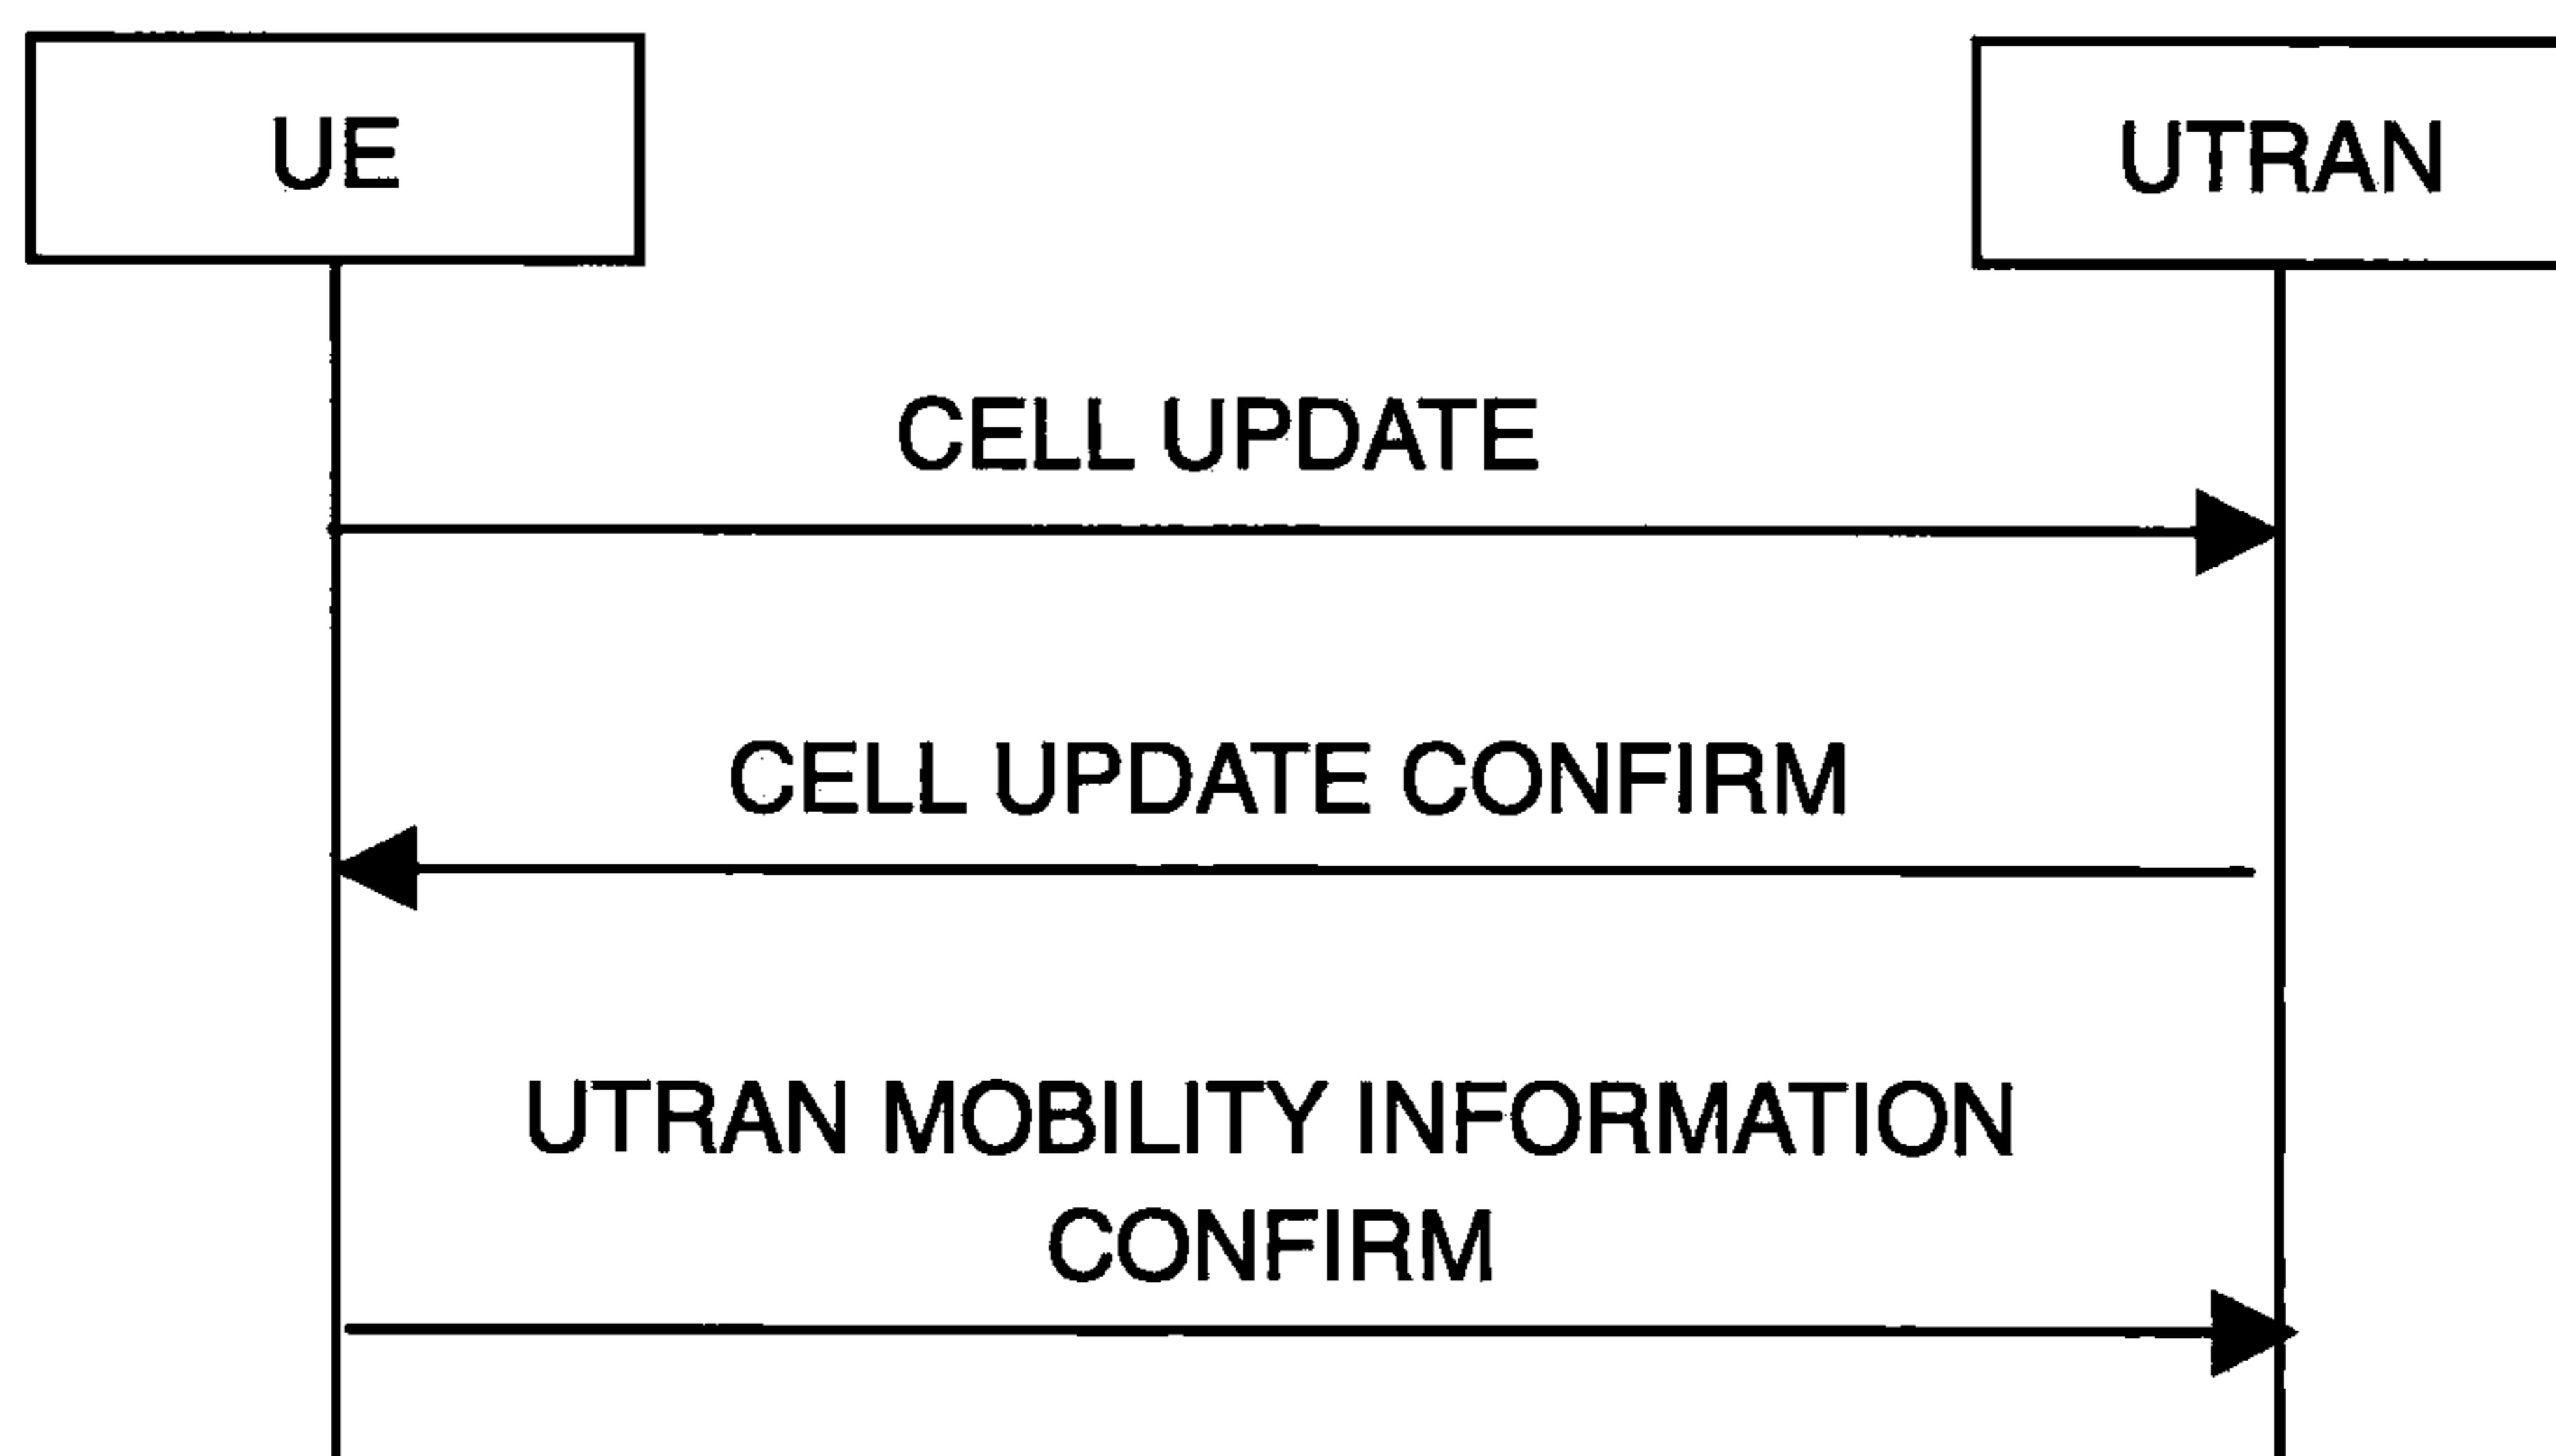 UE
UTRAN
CELL UPDATE
CELL UPDATE CONFIRM
UTRAN MOBILITY INFORMATION
CONFIRM